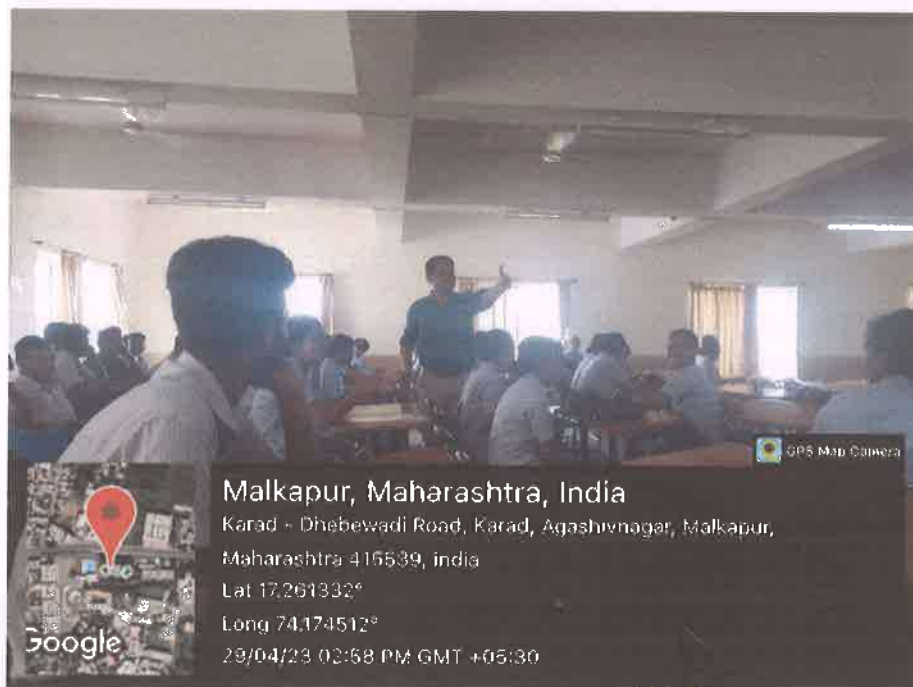 GPS Map Camera
Malkapur, Maharashtra, India
Karad - Dhebewadi Road, Karad, Agashivnagar, Malkapur,
Maharashtra 415539, india
Lat 17.261332°
Long 74.174512°
29/04/23 02:58 PM GMT +05:30
Google